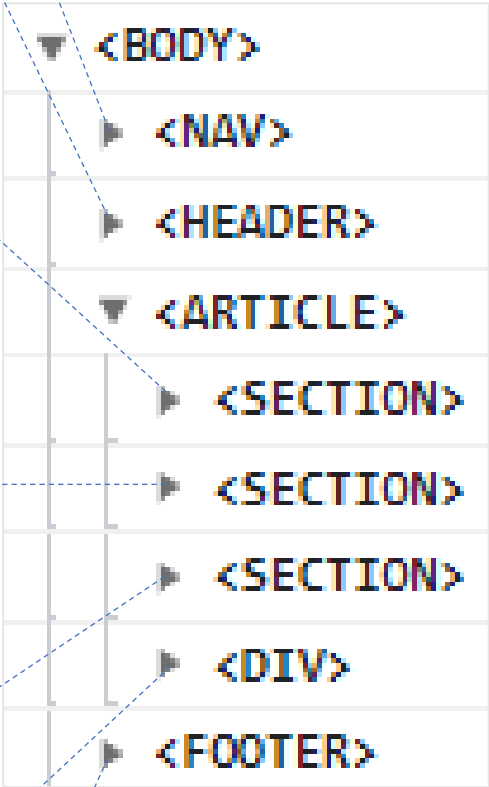 <BODY>
<NAV>
<HEADER>
<ARTICLE>
<SECTION>
<SECTION>
<SECTION>
<DIV>
<FOOTER>